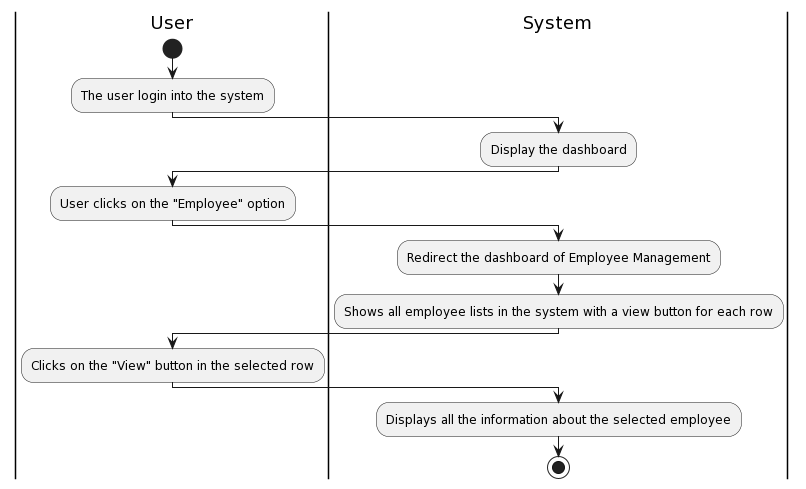 User
System
The user login into the system
Display the dashboard
User clicks on the "Employee" option
Redirect the dashboard of Employee Management
Shows all employee lists in the system with a view button for each row
Clicks on the "View" button in the selected row
Displays all the information about the selected employee